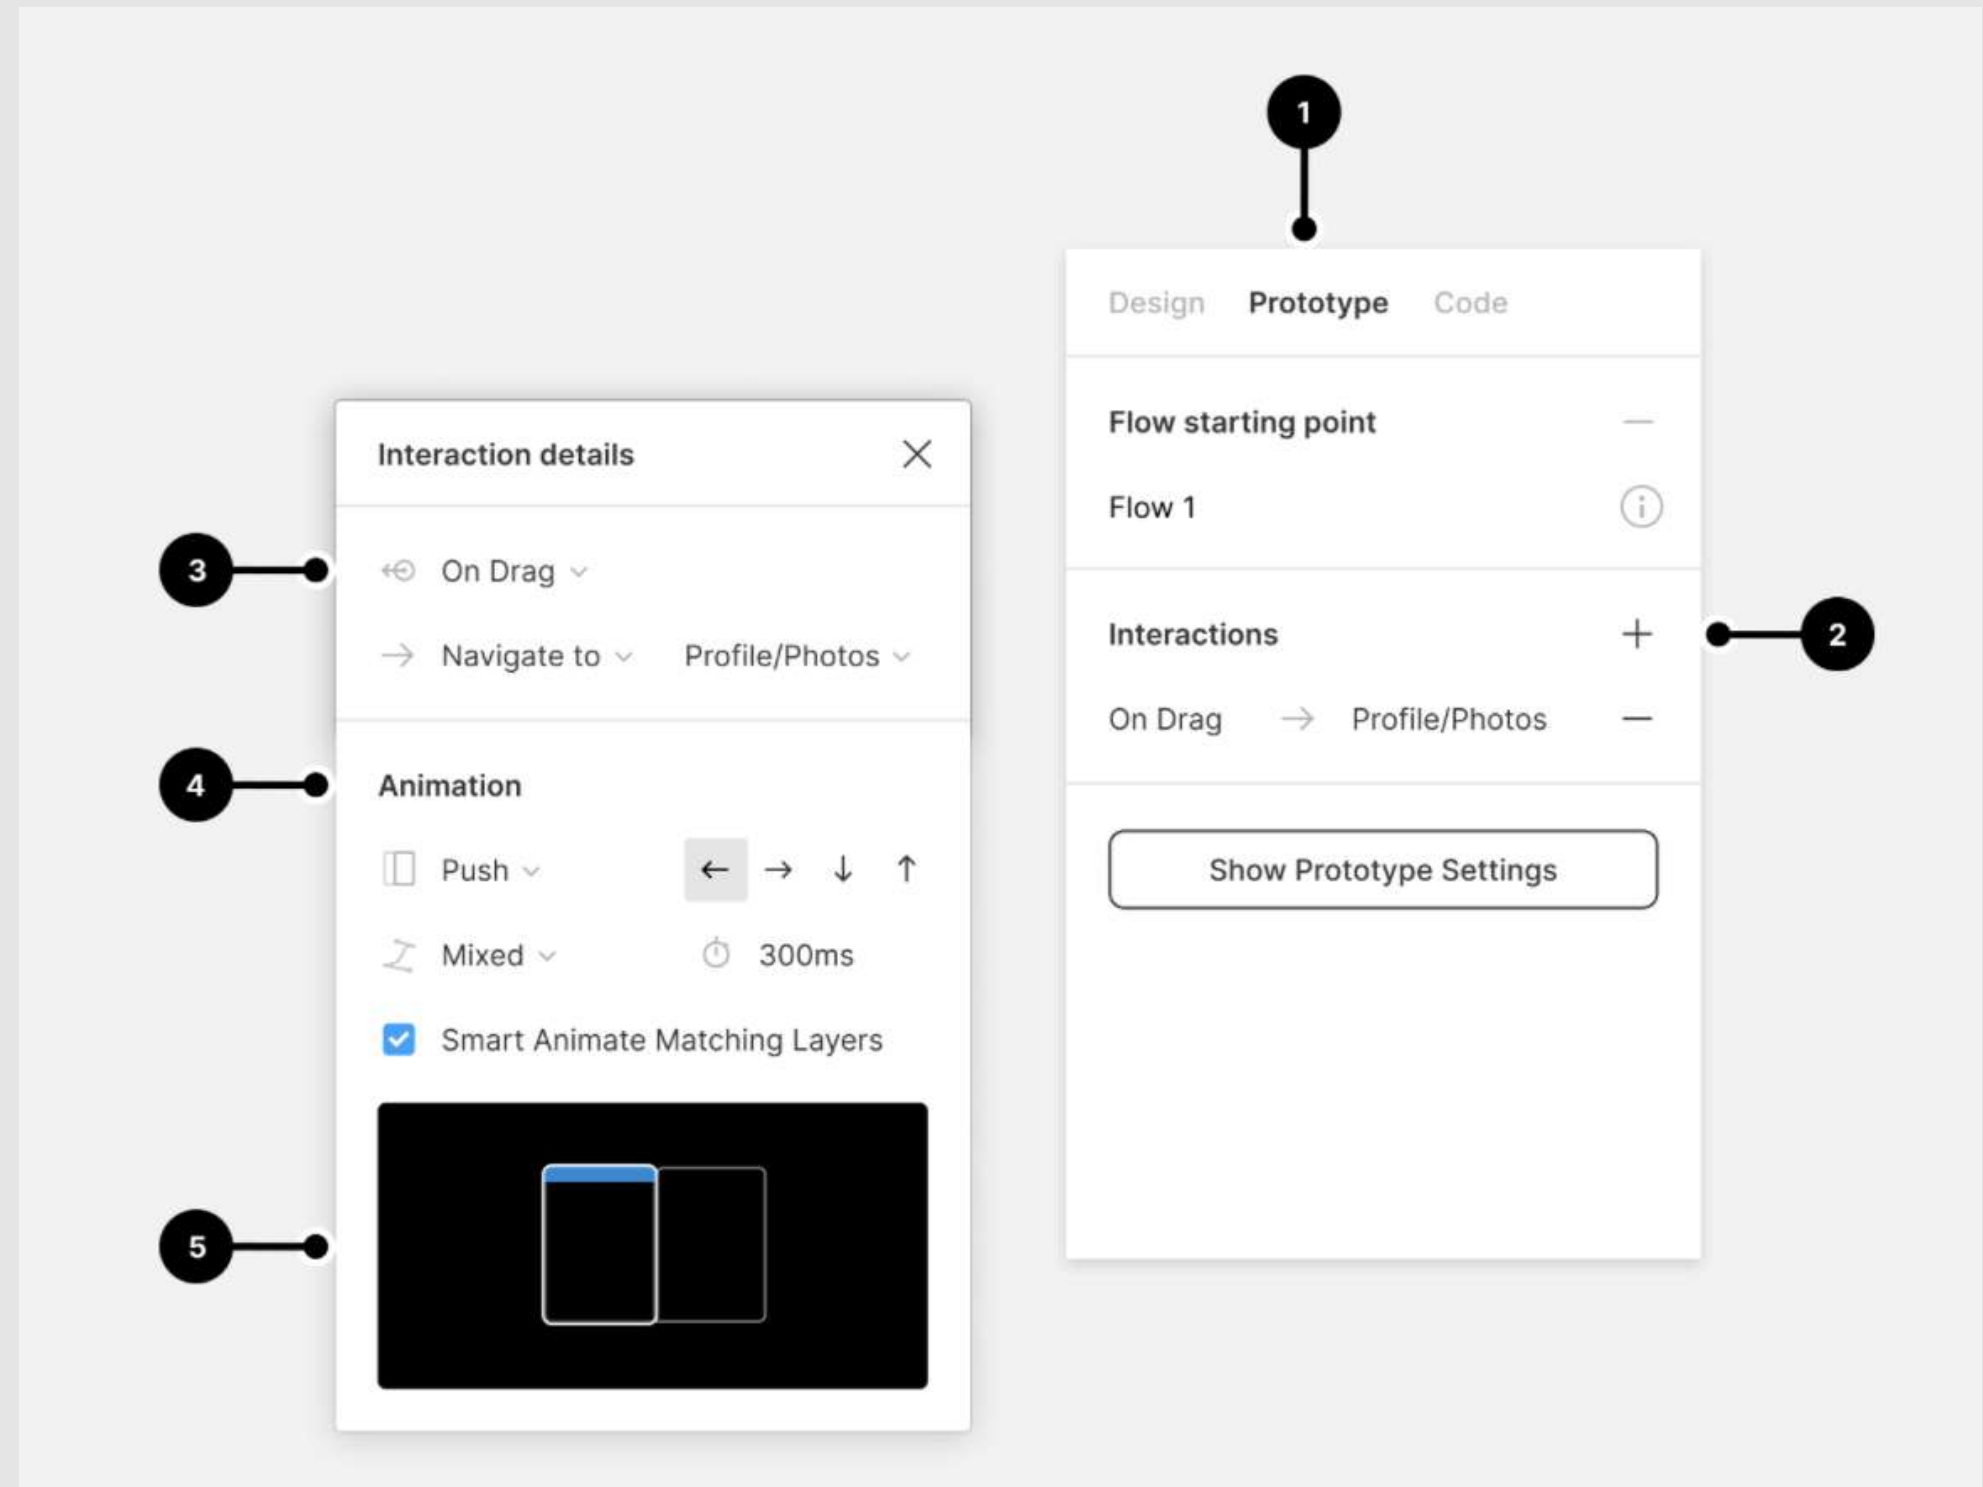 1
Design Prototype Code
Flow starting point
Flow 1
Interactions
2
On Drag → Profile/Photos
Show Prototype Settings
Interaction details
3
On Drag
Navigate to Profile/Photos
4
Animation
Push ← → ↓ ↑
Mixed 300ms
Smart Animate Matching Layers
5